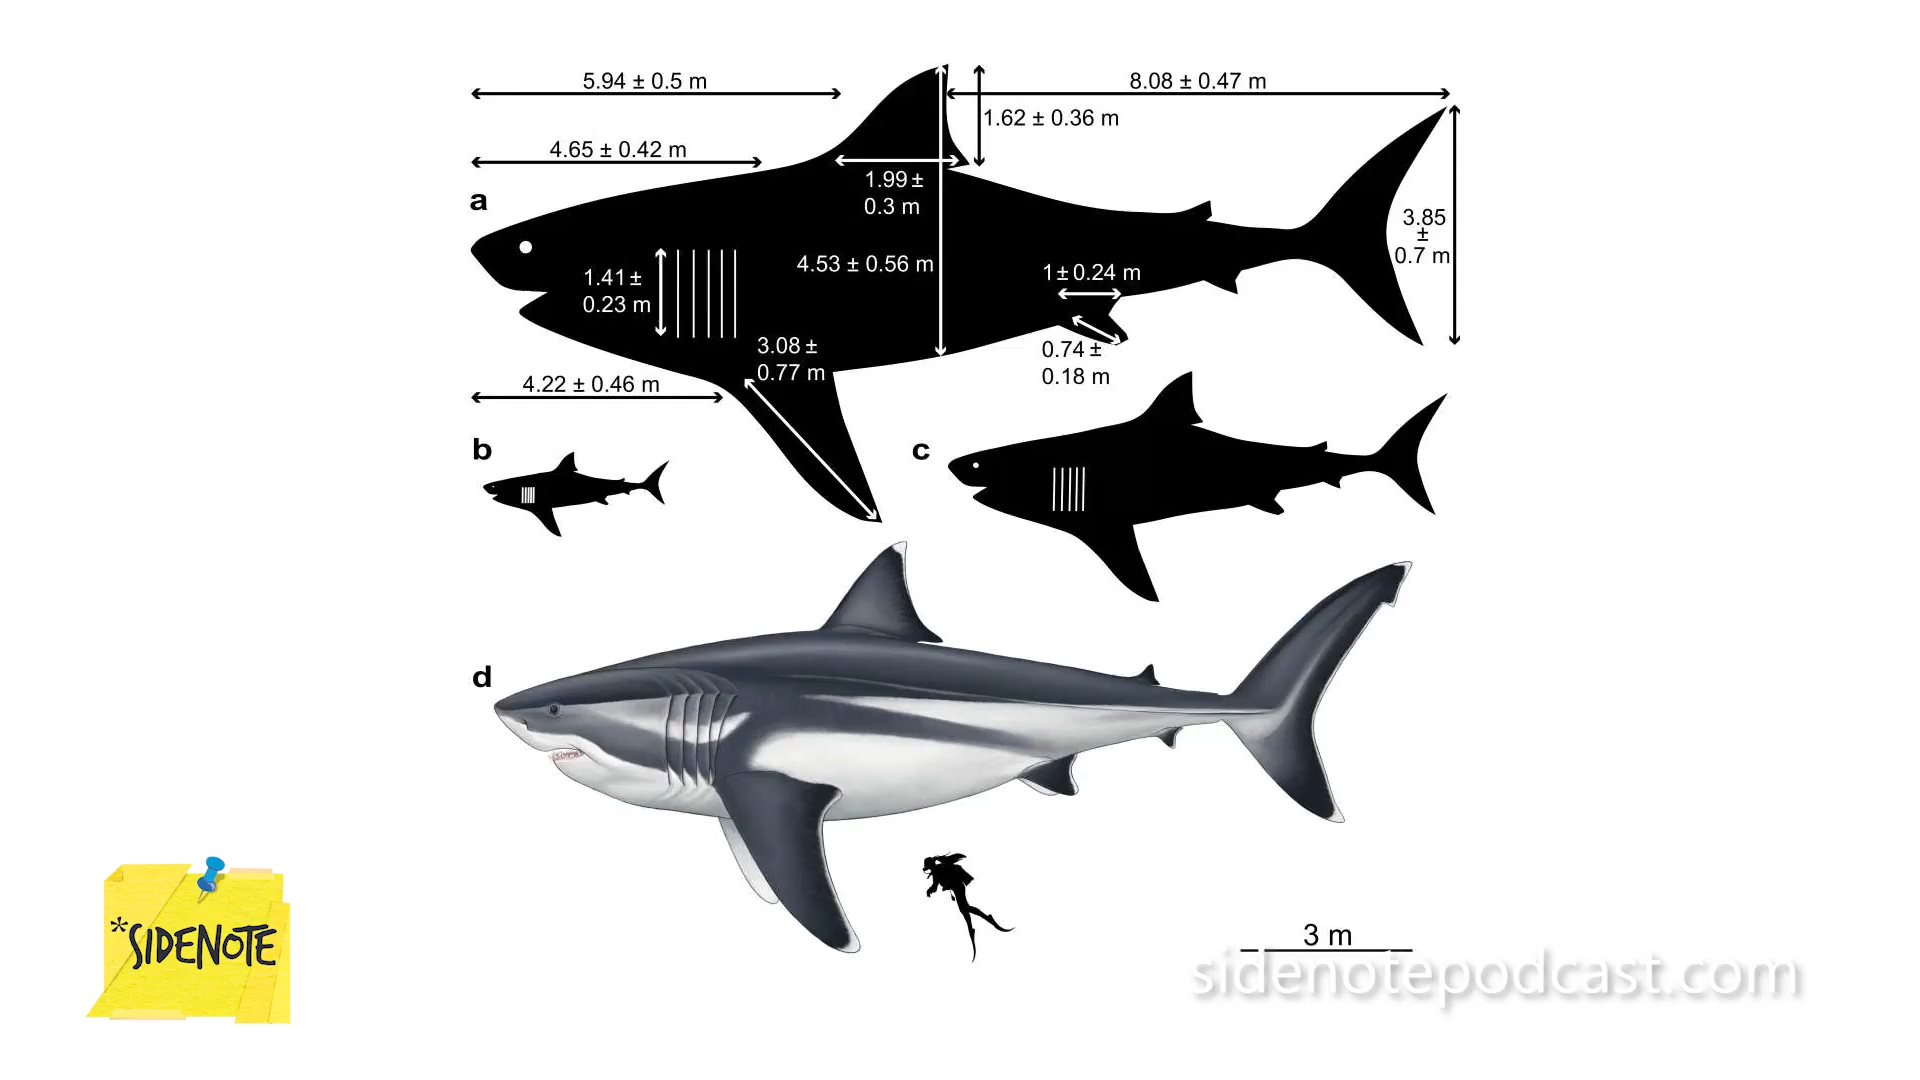 5.94 ± 0.5 m
8.08 ± 0.47 m
1.62 ± 0.36 m
4.65 ± 0.42 m
1.99 ±
0.3 m
a
3.85
±
0.7 m
4.53 ± 0.56 m
1 ± 0.24 m
1.41 ±
0.23 m
3.08 ±
0.77 m
0.74 ±
0.18 m
4.22 ± 0.46 m
b
c
d
*SIDENOTE
3 m
sidenotepodcast.com